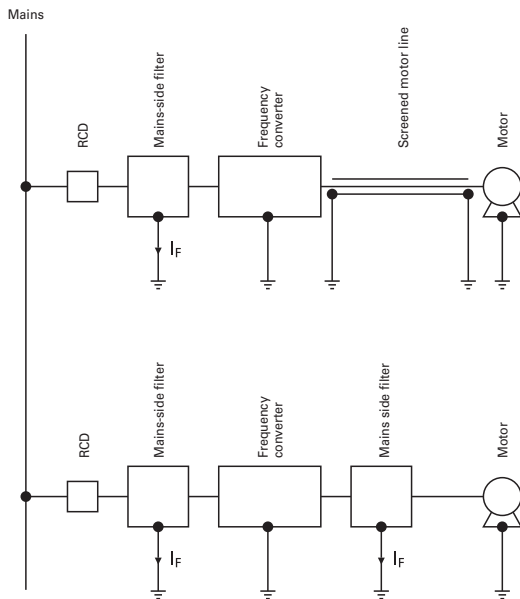 Mains
RCD
Mains-side filter
Frequency
converter
Screened motor line
Motor
IF
RCD
Mains-side filter
Frequency
converter
Mains side filter
Motor
IF
IF